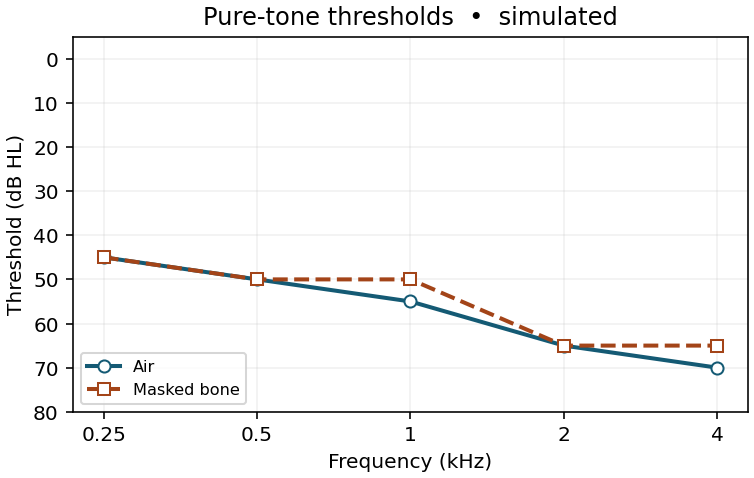 Pure-tone thresholds • simulated
Threshold (dB HL)
0
10
20
30
40
50
60
70
80
Air
Masked bone
0.25 0.5 1 2 4
Frequency (kHz)